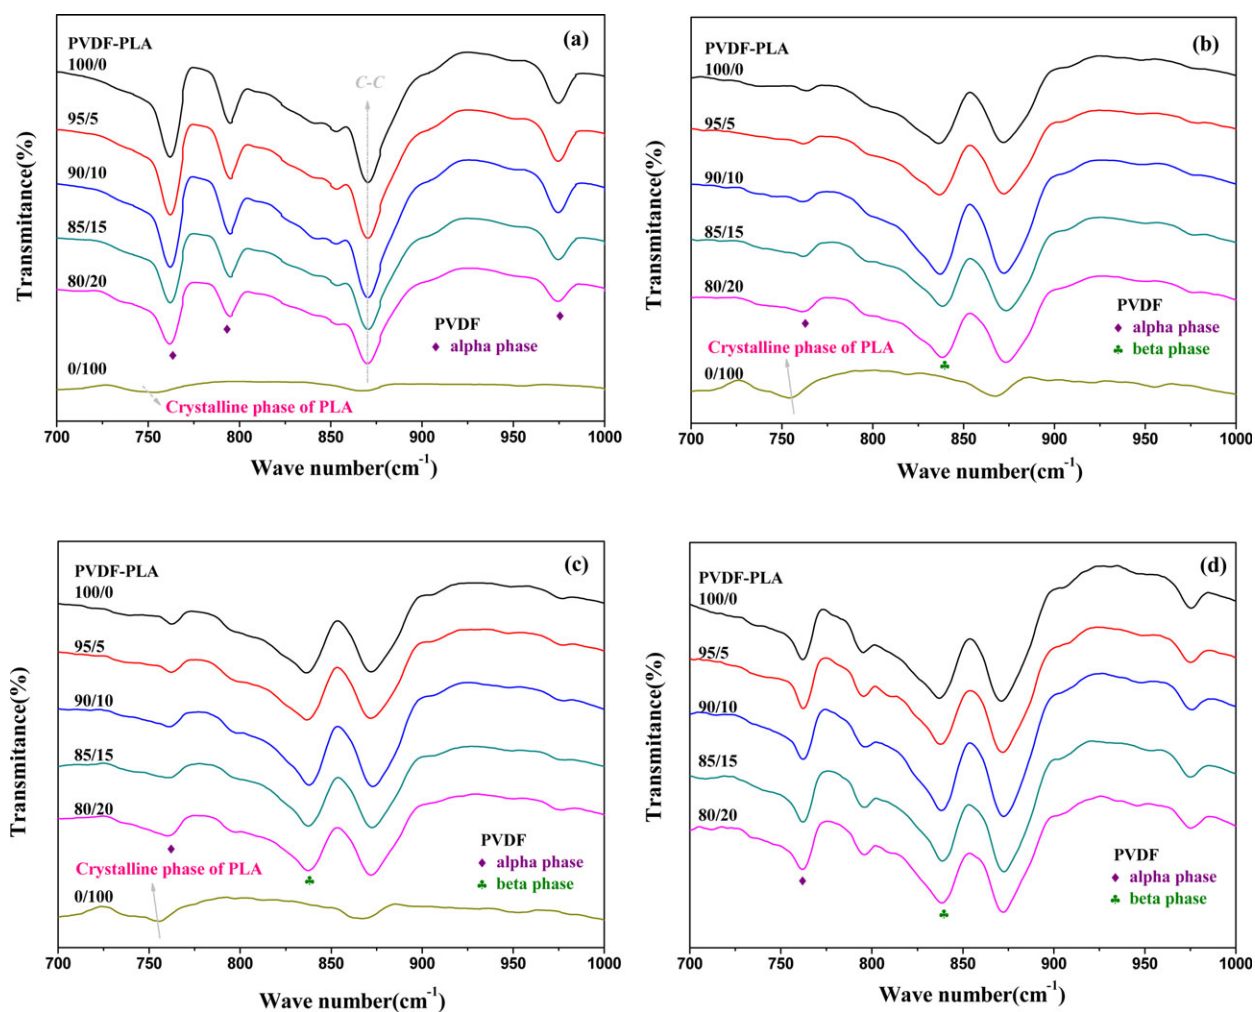 (a)
PVDF-PLA
100/0
C-C
95/5
90/10
85/15
80/20
PVDF
♦ alpha phase
0/100
Crystalline phase of PLA
700 750 800 850 900 950 1000
Wave number(cm-1)
Transmitance(%)
(b)
PVDF-PLA
100/0
95/5
90/10
85/15
80/20
PVDF
♦ alpha phase
♣ beta phase
Crystalline phase of PLA
0/100
700 750 800 850 900 950 1000
Wave number(cm-1)
Transmitance(%)
(c)
PVDF-PLA
100/0
95/5
90/10
85/15
80/20
PVDF
♦ alpha phase
♣ beta phase
Crystalline phase of PLA
0/100
700 750 800 850 900 950 1000
Wave number(cm-1)
Transmitance(%)
(d)
PVDF-PLA
100/0
95/5
90/10
85/15
80/20
PVDF
♦ alpha phase
♣ beta phase
700 750 800 850 900 950 1000
Wave number(cm-1)
Transmitance(%)